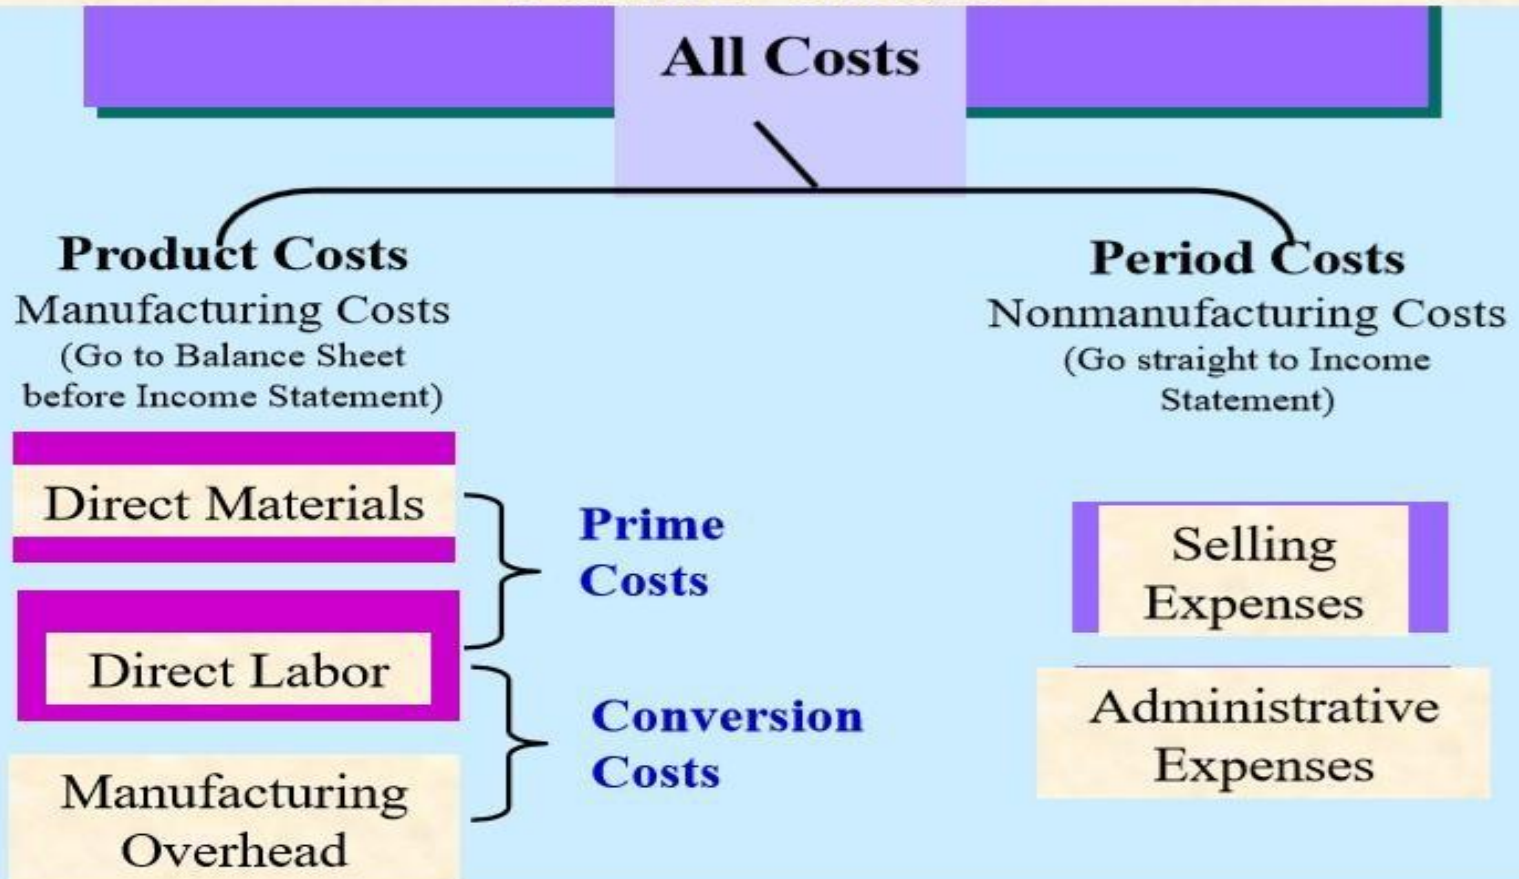 All Costs
Product Costs
Manufacturing Costs
(Go to Balance Sheet
before Income Statement)
Period Costs
Nonmanufacturing Costs
(Go straight to Income
Statement)
Direct Materials
Prime
Costs
Direct Labor
Conversion
Costs
Manufacturing
Overhead
Selling
Expenses
Administrative
Expenses